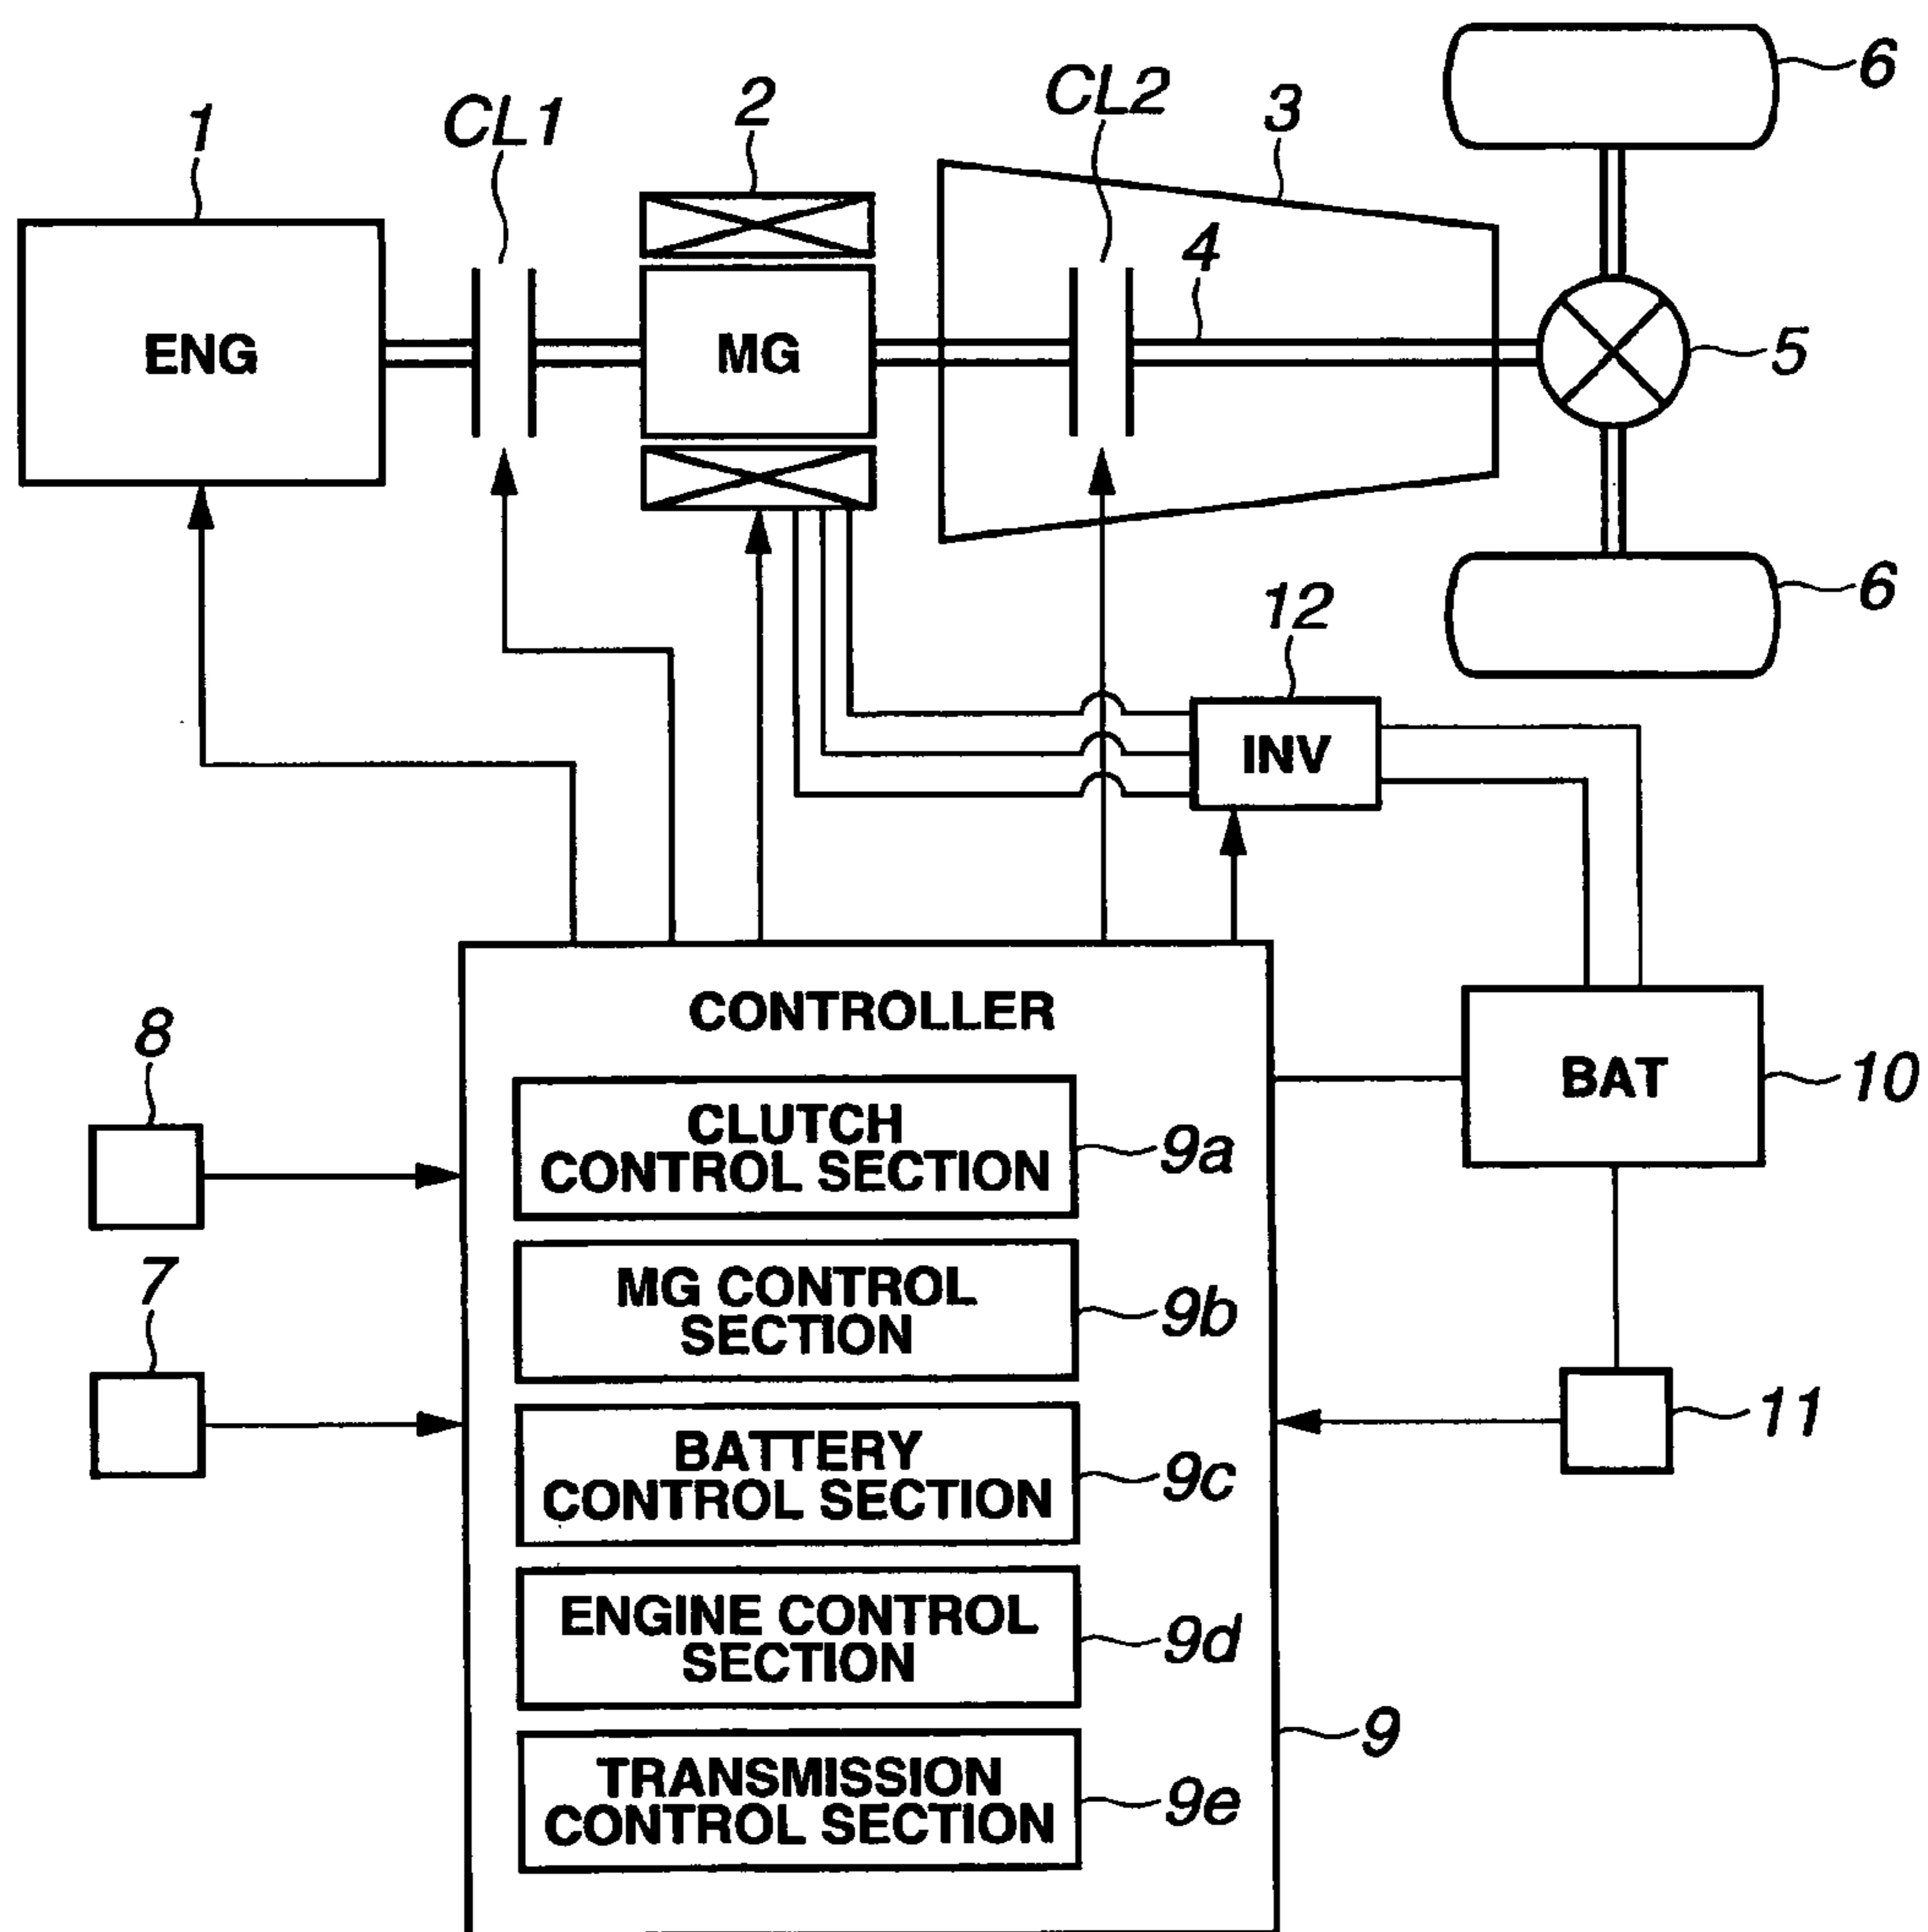 6
CL2
3
2
CL1
1
4
ENG
MG
5
6
12
INV
CONTROLLER
8
BAT
10
CLUTCH
CONTROL SECTION
9a
7
MG CONTROL
SECTION
9b
11
BATTERY
CONTROL SECTION
9c
ENGINE CONTROL
SECTION
9d
9
TRANSMISSION
CONTROL SECTION
9e